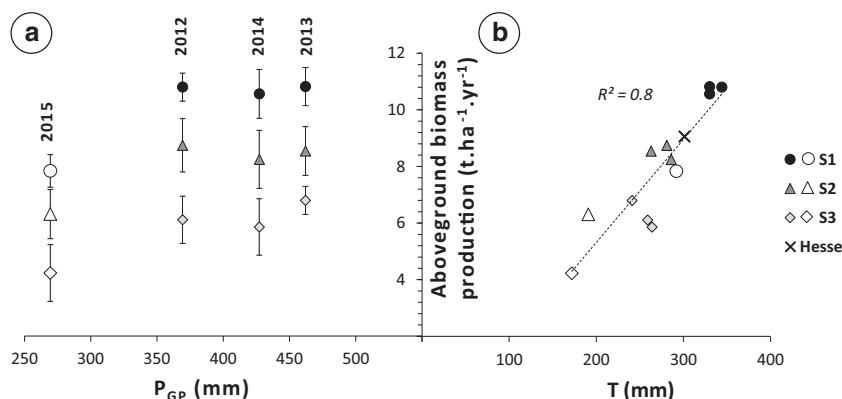 a
b
2015
2012
2014
2013
12
10
8
6
4
Aboveground biomass
production (t.ha⁻¹.yr⁻¹)
R² = 0.8
S1
S2
S3
Hesse
250 300 350 400 450 500
P_GP (mm)
100 200 300 400
T (mm)